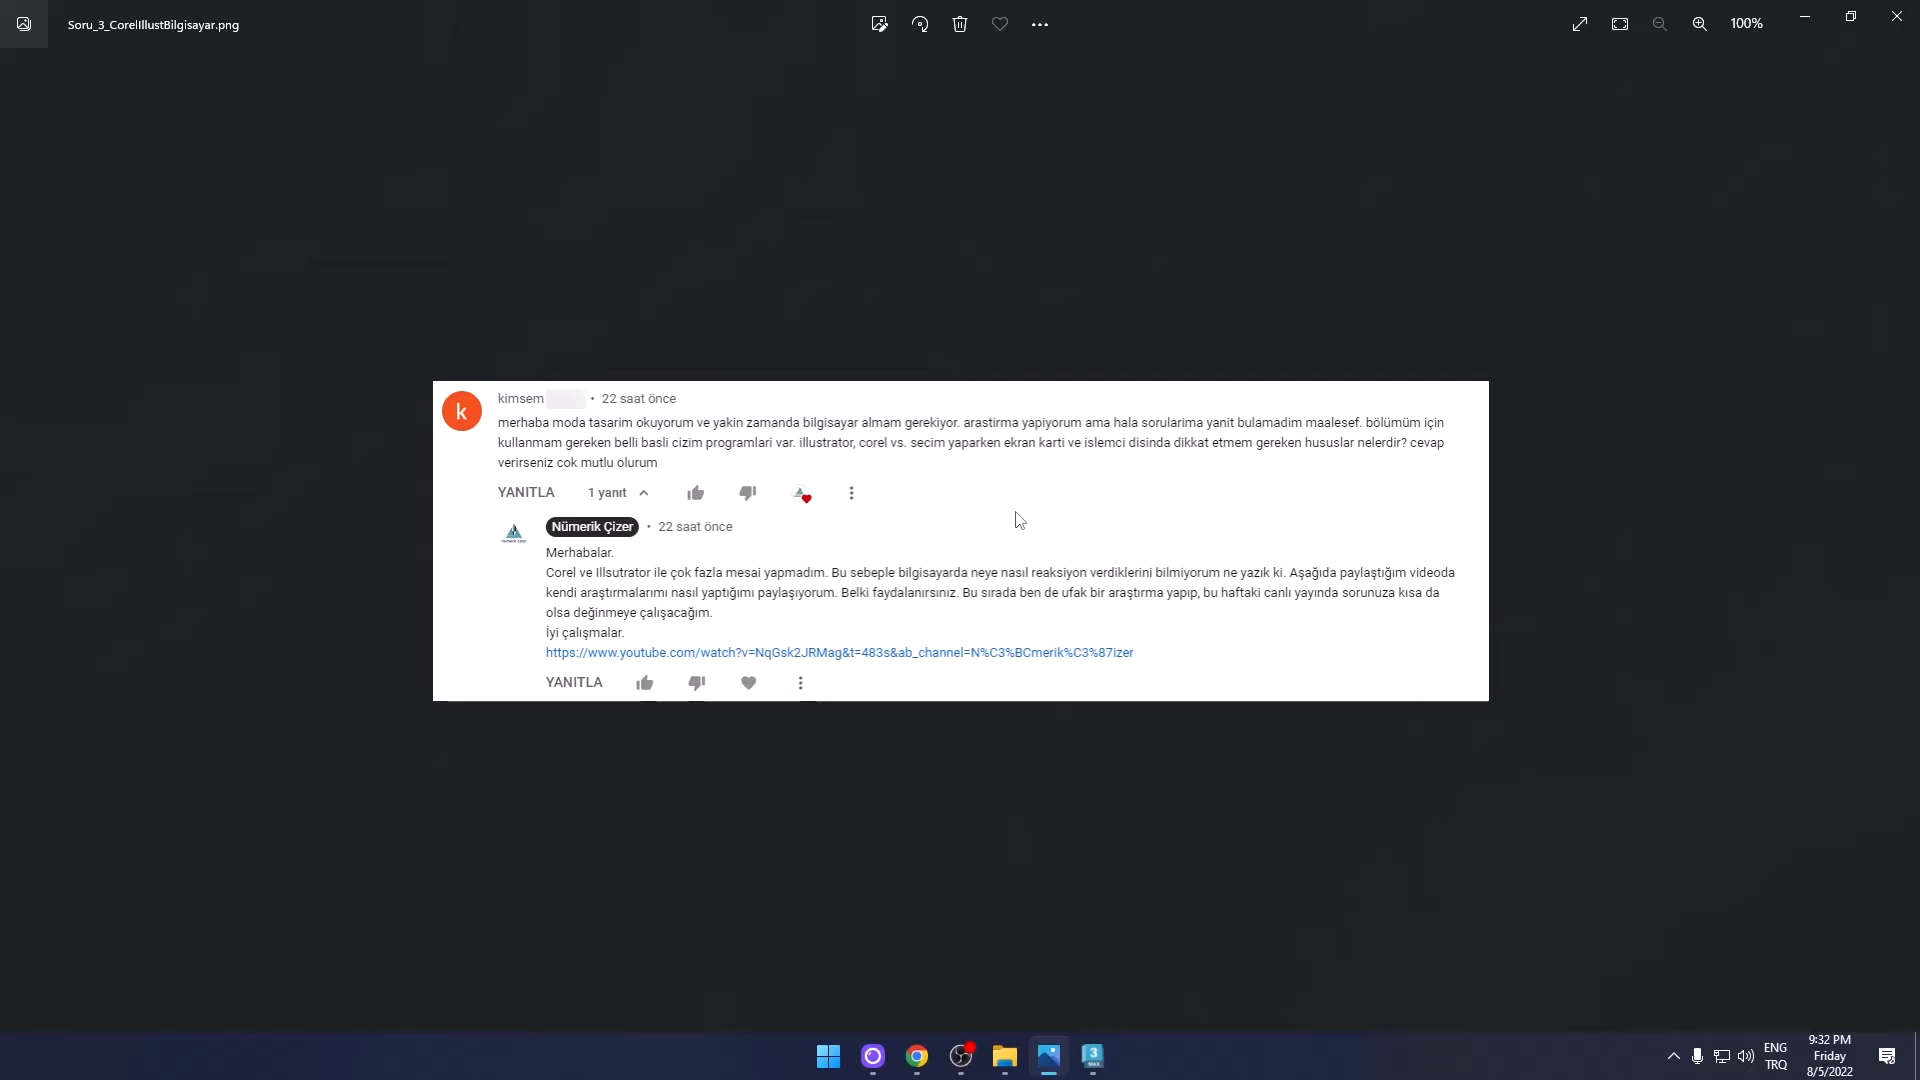 Soru_3_CorelIllustBilgisayar.png
100%
k
kimsem • 22 saat önce
merhaba moda tasarim okuyorum ve yakin zamanda bilgisayar almam gerekiyor. arastirma yapiyorum ama hala sorularima yanit bulamadim maalesef. bölümüm için
kullanmam gereken belli basli cizim programlari var. illustrator, corel vs. secim yaparken ekran karti ve islemci disinda dikkat etmem gereken hususlar nelerdir? cevap
verirseniz cok mutlu olurum
YANITLA 1 yanıt
Nümerik Çizer • 22 saat önce
Merhabalar.
Corel ve Illsutrator ile çok fazla mesai yapmadım. Bu sebeple bilgisayarda neye nasıl reaksiyon verdiklerini bilmiyorum ne yazık ki. Aşağıda paylaştığım videoda
kendi araştırmalarımı nasıl yaptığımı paylaşıyorum. Belki faydalanırsınız. Bu sırada ben de ufak bir araştırma yapıp, bu haftaki canlı yayında sorunuza kısa da
olsa değinmeye çalışacağım.
İyi çalışmalar.
https://www.youtube.com/watch?v=NqGsk2JRMag&t=483s&ab_channel=N%C3%BCmerik%C3%87izer
YANITLA
3
MAX
ENG
TRQ
9:32 PM
Friday
8/5/2022